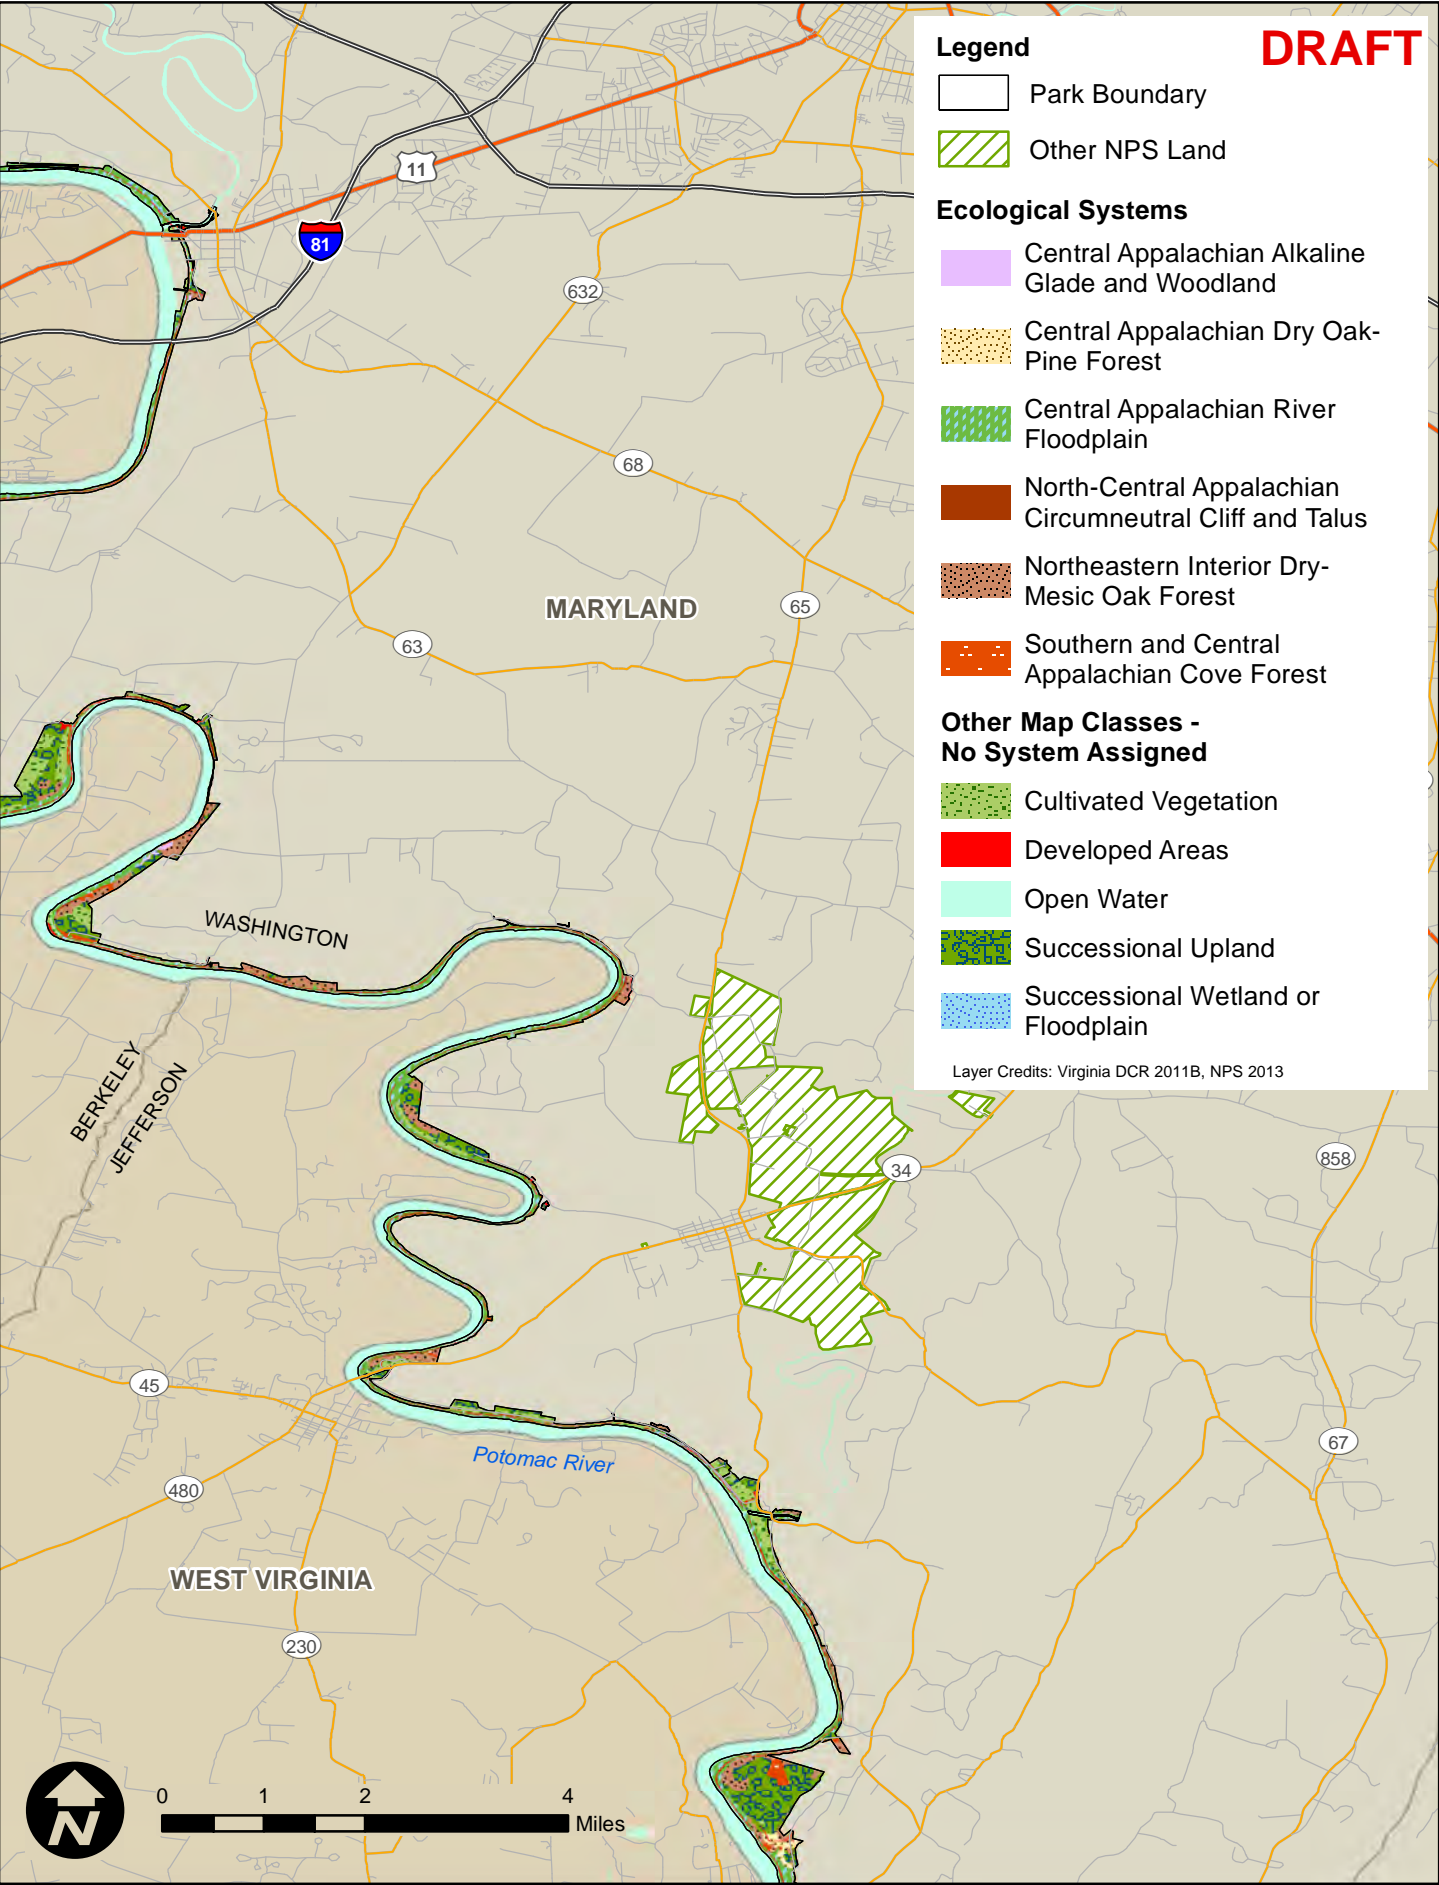 DRAFT
Legend
Park Boundary
Other NPS Land
Ecological Systems
Central Appalachian Alkaline
Glade and Woodland
Central Appalachian Dry Oak-
Pine Forest
Central Appalachian River
Floodplain
North-Central Appalachian
Circumneutral Cliff and Talus
Northeastern Interior Dry-
Mesic Oak Forest
Southern and Central
Appalachian Cove Forest
Other Map Classes -
No System Assigned
Cultivated Vegetation
Developed Areas
Open Water
Successional Upland
Successional Wetland or
Floodplain
Layer Credits: Virginia DCR 2011B, NPS 2013
11
81
632
68
MARYLAND
65
63
WASHINGTON
BERKELEY
JEFFERSON
34
858
45
67
Potomac River
480
WEST VIRGINIA
230
0 1 2 4
Miles
N